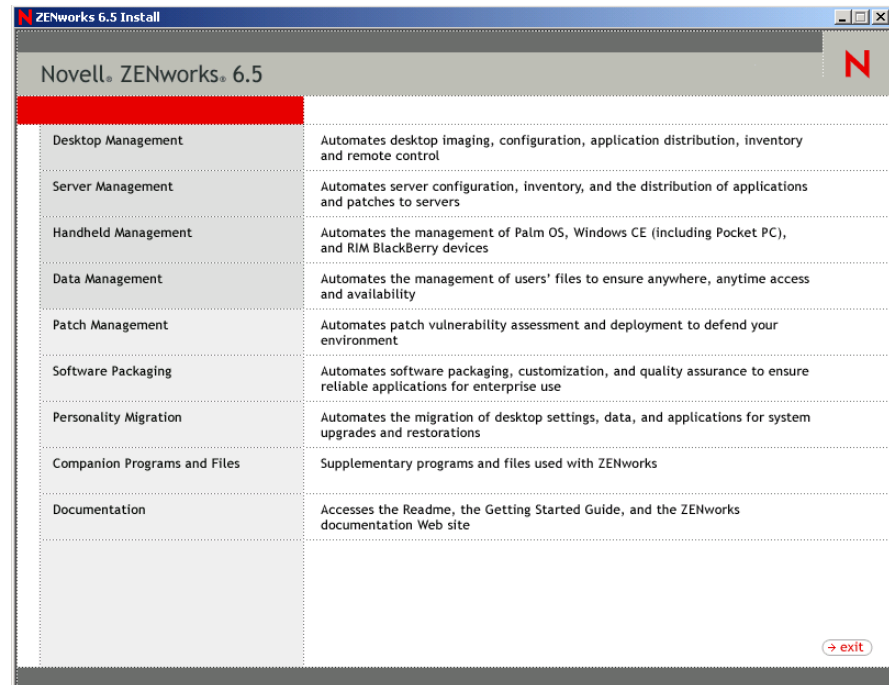 ZENworks 6.5 Install
Novell® ZENworks® 6.5
N
Desktop Management
Automates desktop imaging, configuration, application distribution, inventory
and remote control
Server Management
Automates server configuration, inventory, and the distribution of applications
and patches to servers
Handheld Management
Automates the management of Palm OS, Windows CE (including Pocket PC),
and RIM BlackBerry devices
Data Management
Automates the management of users’ files to ensure anywhere, anytime access
and availability
Patch Management
Automates patch vulnerability assessment and deployment to defend your
environment
Software Packaging
Automates software packaging, customization, and quality assurance to ensure
reliable applications for enterprise use
Personality Migration
Automates the migration of desktop settings, data, and applications for system
upgrades and restorations
Companion Programs and Files
Supplementary programs and files used with ZENworks
Documentation
Accesses the Readme, the Getting Started Guide, and the ZENworks
documentation Web site
→ exit